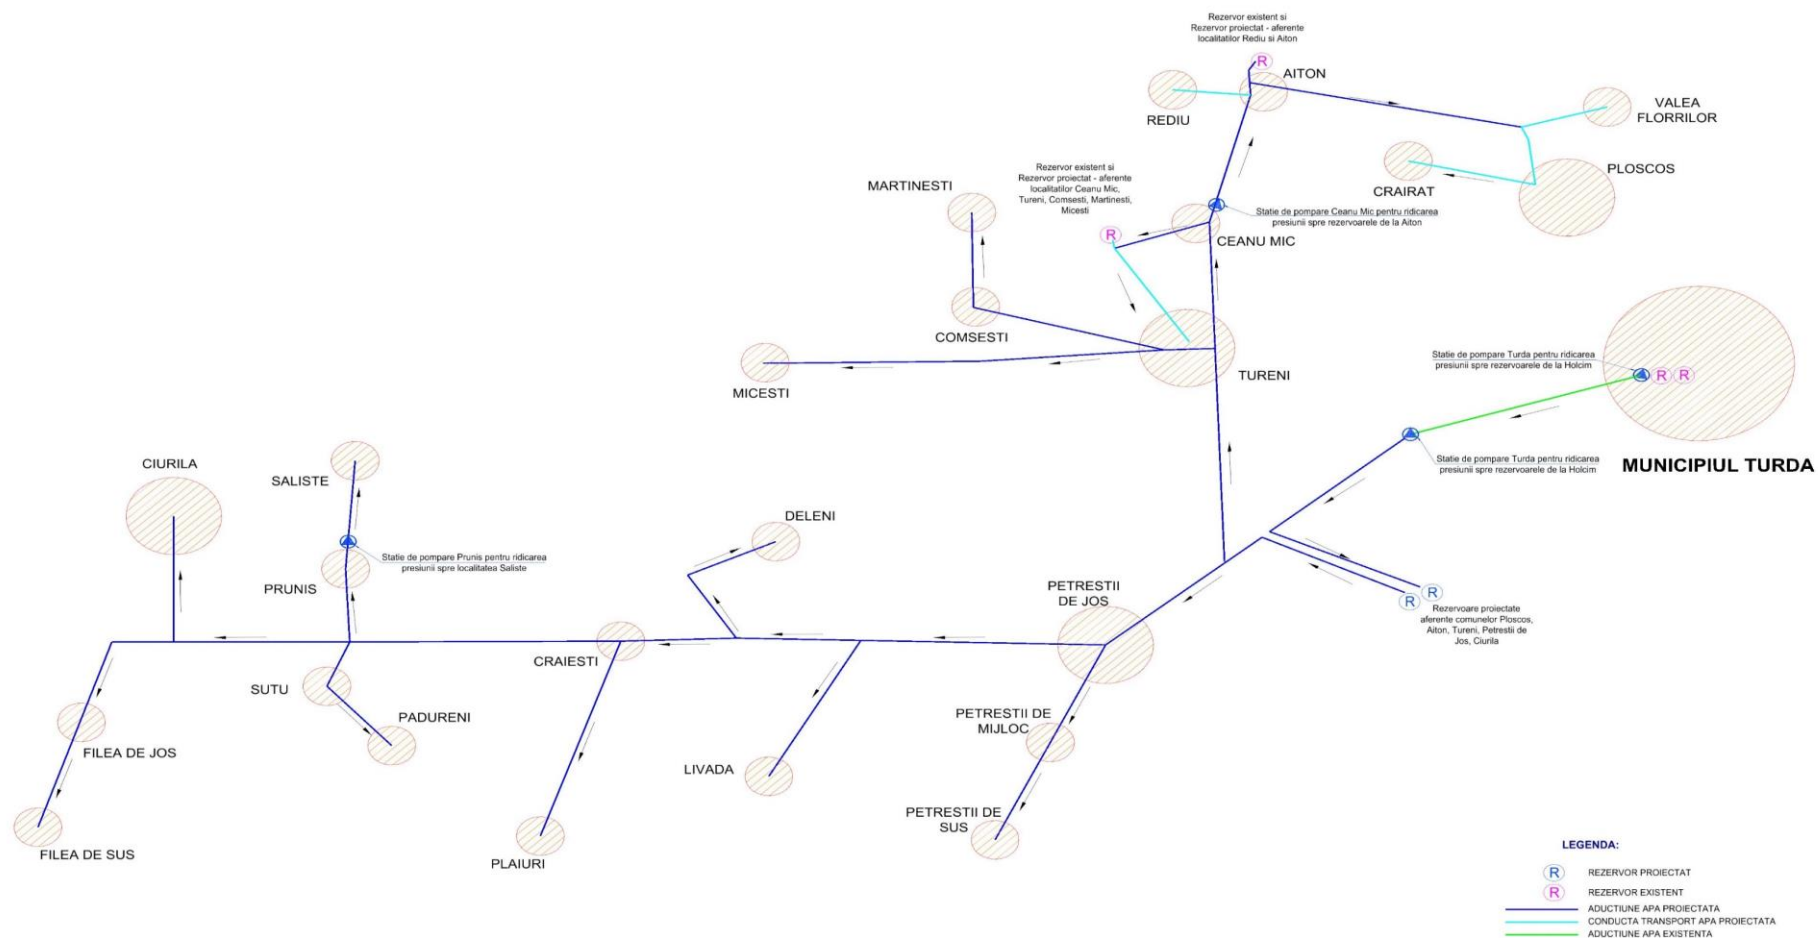 Rezervor existent si
Rezervor proiectat - aferente
localitatilor Rediu si Aiton
R
AITON
REDIU
VALEA
FLORRILOR
PLOSCOS
CRAIRAT
Rezervor existent si
Rezervor proiectat - aferente
localitatilor Ceanu Mic,
Tureni, Comsesti, Martinesti,
Micesti
R
MARTINESTI
Statie de pompare Ceanu Mic pentru ridicarea
presiunii spre rezervoarele de la Aiton
CEANU MIC
COMSESTI
MICESTI
TURENI
Statie de pompare Turda pentru ridicarea
presiunii spre rezervoarele de la Holcim
R R
Statie de pompare Turda pentru ridicarea
presiunii spre rezervoarele de la Holcim
MUNICIPIUL TURDA
CIURILA
SALISTE
DELENI
Statie de pompare Prunis pentru ridicarea
presiunii spre localitatea Saliste
PRUNIS
PETRESTII
DE JOS
R R
Rezervoare proiectate
aferente comunelor Ploscos,
Aiton, Tureni, Petrestii de
Jos, Ciurila
CRAIESTI
SUTU
PADURENI
PETRESTII DE
MIJLOC
FILEA DE JOS
LIVADA
PETRESTII DE
SUS
FILEA DE SUS
PLAIURI
LEGENDA:
R REZERVOR PROIECTAT
R REZERVOR EXISTENT
ADUCTIUNE APA PROIECTATA
CONDUCTA TRANSPORT APA PROIECTATA
ADUCTIUNE APA EXISTENTA